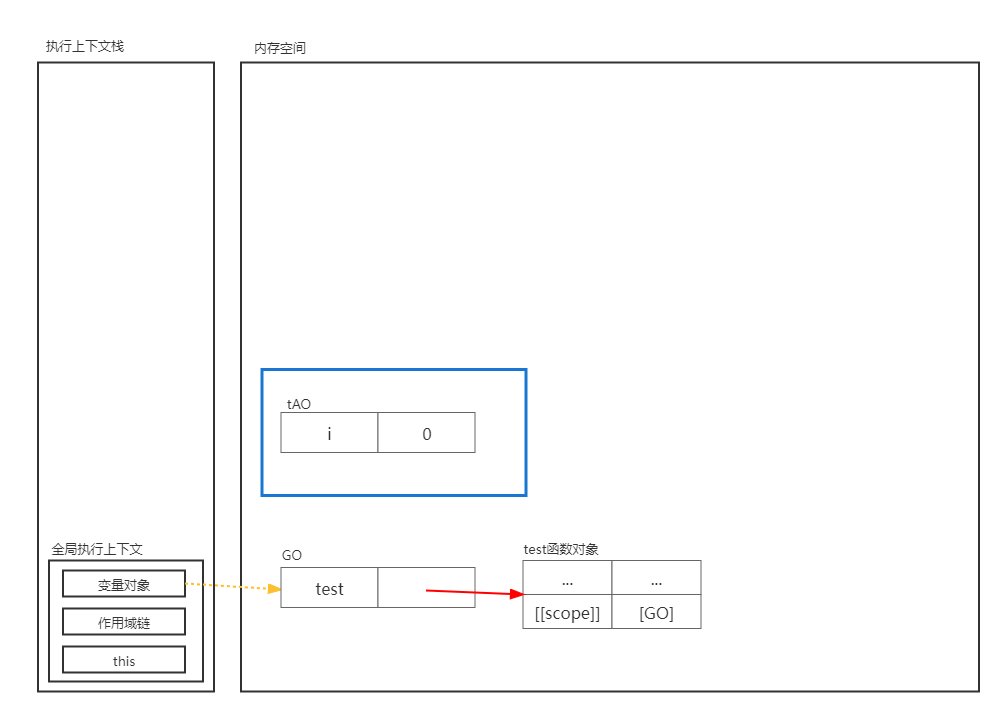 执行上下文栈
内存空间
tAO
i 0
全局执行上下文
变量对象
作用域链
this
GO
test
test函数对象
... ...
[[scope]] [GO]